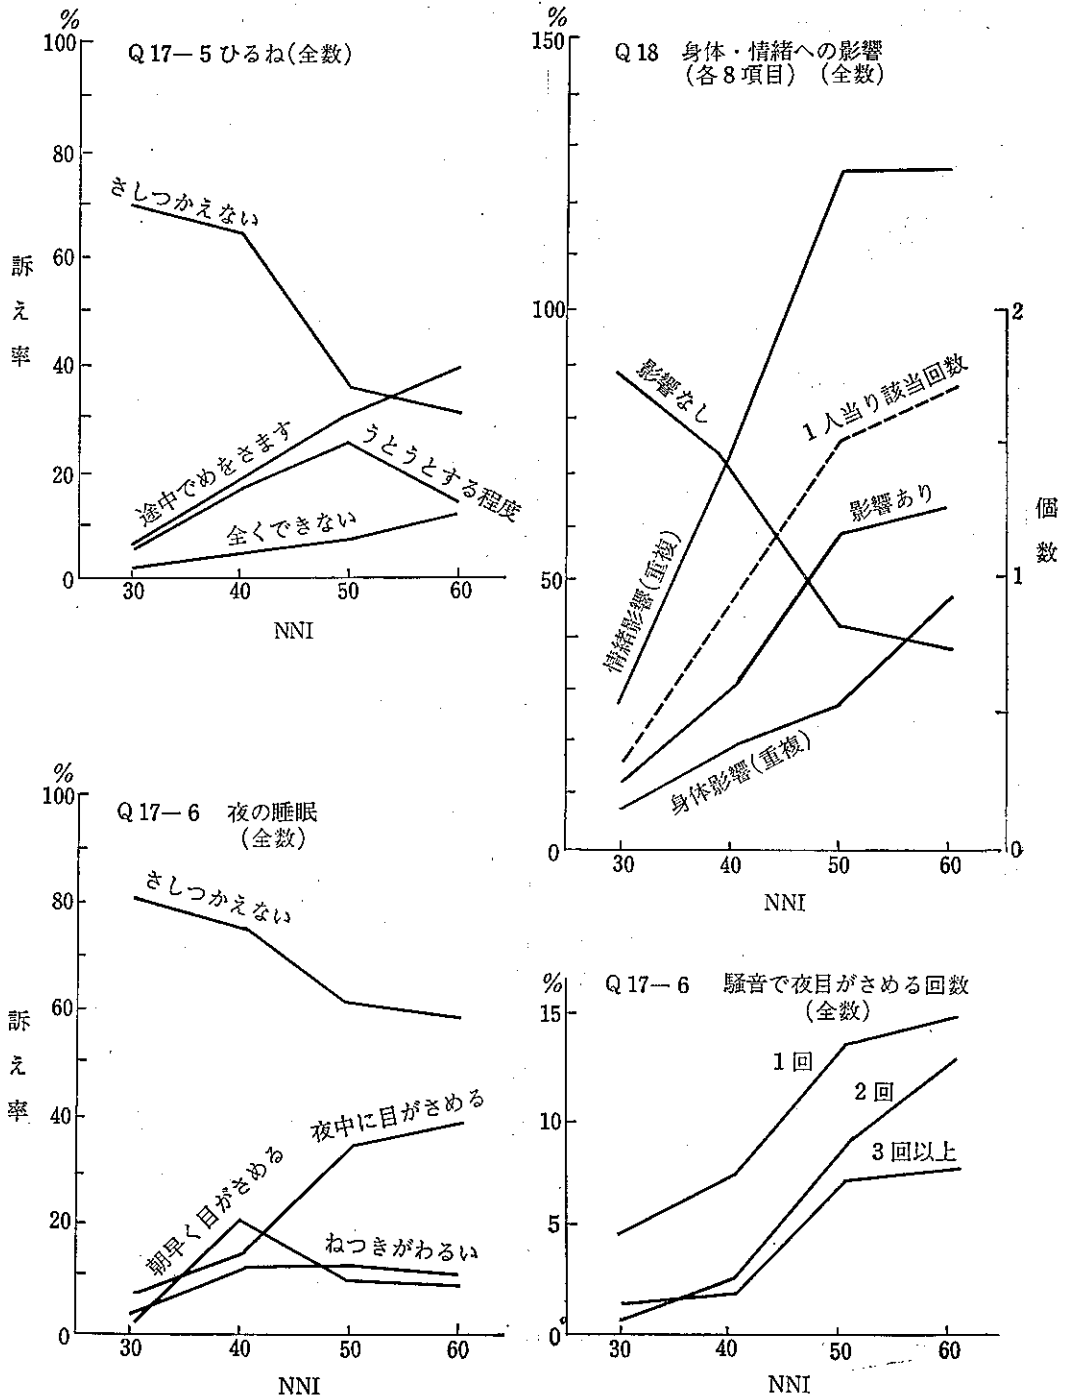 %
100
Q 17—5 ひるね(全数)
80
さしつかえない
60
訴え率
40
途中でめをさます
うとうとする程度
20
全くできない
0
30 40 50 60
NNI
%
150
Q 18 身体・情緒への影響
(各8項目) (全数)
100
2
影響なし
1人当り該当回数
影響あり
個数
50
1
情緒影響(重複)
身体影響(重複)
0
0
30 40 50 60
NNI
%
100
Q 17—6 夜の睡眠
(全数)
さしつかえない
80
60
訴え率
40
夜中に目がさめる
朝早く目がさめる
20
ねつきがわるい
0
30 40 50 60
NNI
%
Q 17—6 騒音で夜目がさめる回数
(全数)
15
1回
2回
10
3回以上
5
0
30 40 50 60
NNI